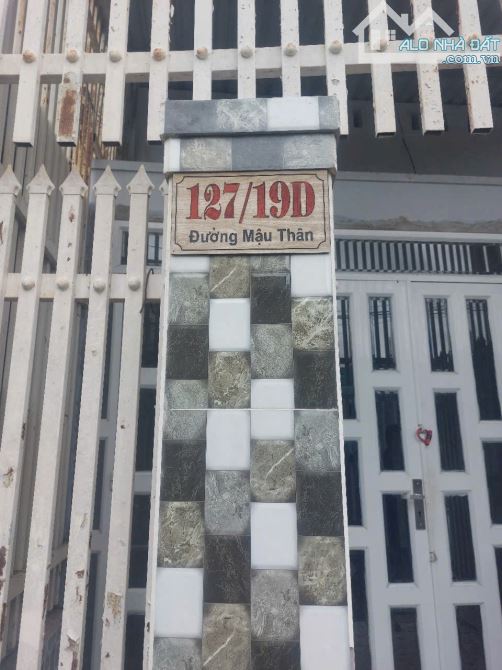 ALO NHÀ ĐẤT
.com.vn
127/19D
Đường Mậu Thân